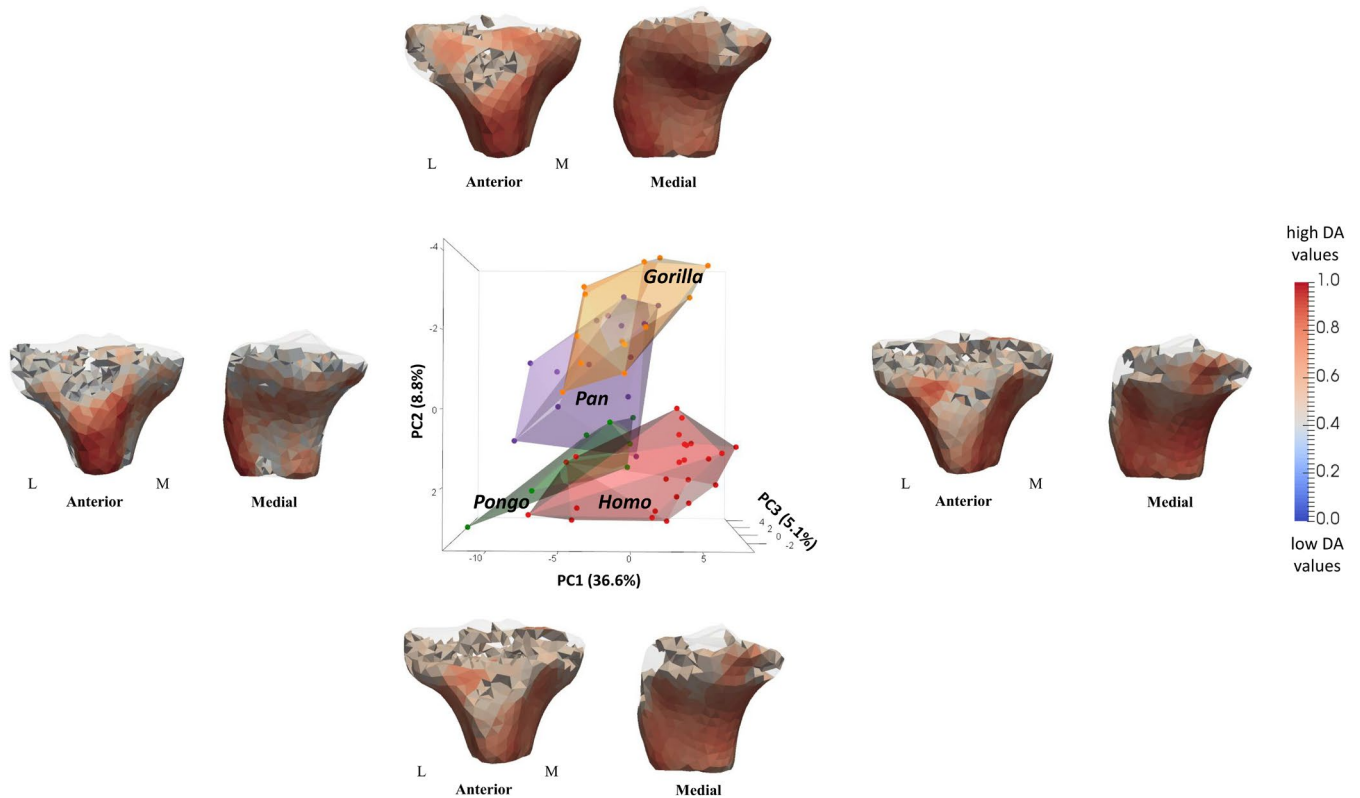 L M
Anterior Medial
high DA
values
1.0
0.8
0.6
0.4
0.2
0.0
low DA
values
-4
-2
0
2
PC2 (8.8%)
Gorilla
Pan
Pongo Homo
-10 -5 0 5
PC1 (36.6%)
4 2 0 -2
PC3 (5.1%)
L M
Anterior Medial
L M
Anterior Medial
L M
Anterior Medial